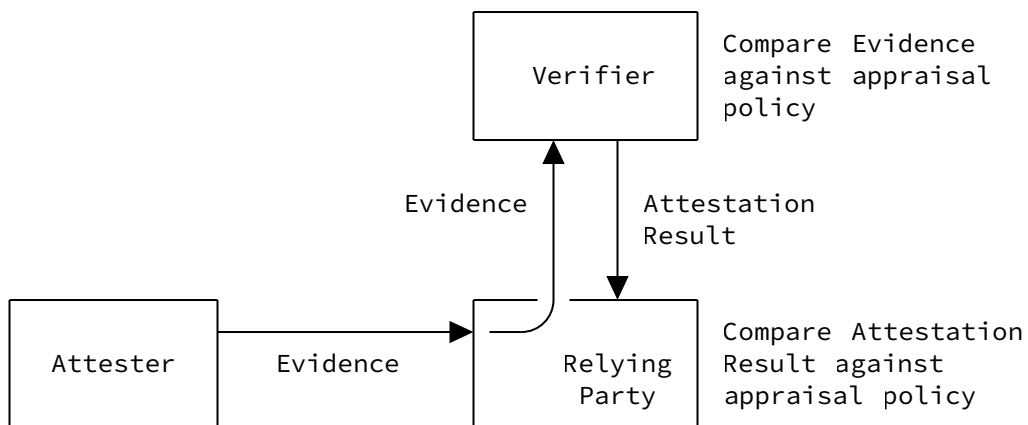 Verifier
Compare Evidence
against appraisal
policy
Evidence
Attestation
Result
Attester
Evidence
Relying
Party
Compare Attestation
Result against
appraisal policy